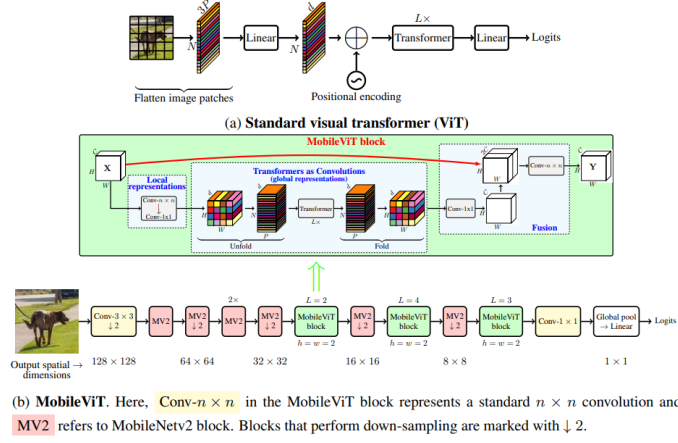 3P
d
L×
N
Linear
N
Transformer
Linear
Logits
Flatten image patches
Positional encoding
(a) Standard visual transformer (ViT)
MobileViT block
C
X
H
W
Local
representations
Conv-n × n
Conv-1x1
Transformers as Convolutions
(global representations)
H
W
N
P
Transformer
L×
P
H
W
Unfold
Fold
Conv-1x1
C
H
W
H
W
Conv-n × n
Fusion
C
Y
H
W
2×
L = 2
L = 4
L = 3
Conv-3 × 3
↓ 2
MV2
MV2
↓ 2
MV2
MV2
↓ 2
MobileViT
block
MV2
↓ 2
MobileViT
block
MV2
↓ 2
MobileViT
block
Conv-1 × 1
Global pool
→ Linear
Logits
h = w = 2
h = w = 2
h = w = 2
Output spatial →
dimensions
128 × 128
64 × 64
32 × 32
16 × 16
8 × 8
1 × 1
(b) MobileViT. Here, Conv-n × n in the MobileViT block represents a standard n × n convolution and
MV2 refers to MobileNetv2 block. Blocks that perform down-sampling are marked with ↓ 2.